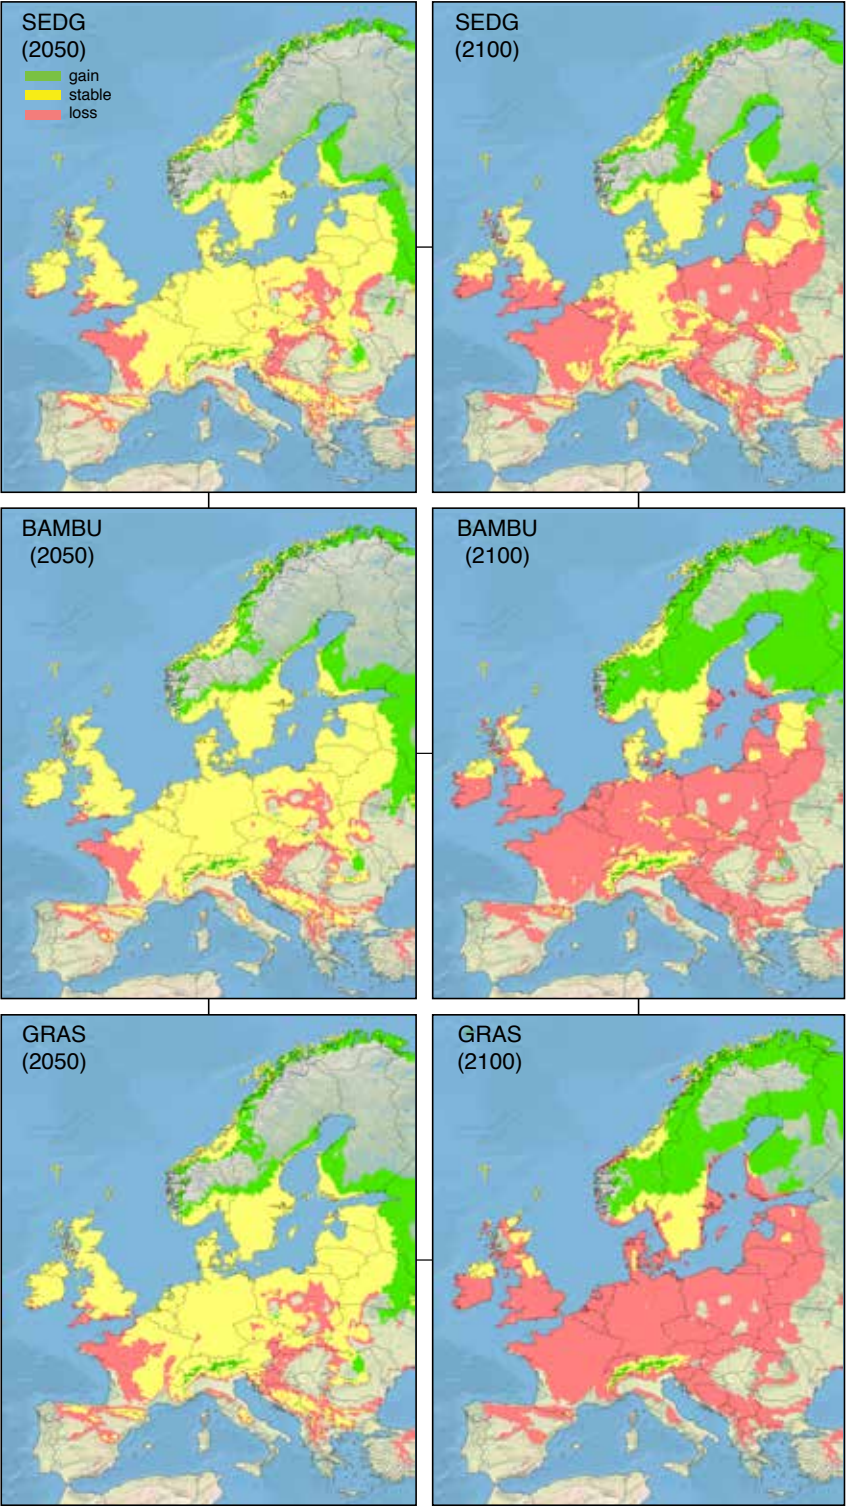 SEDG
(2050)
gain
stable
loss
SEDG
(2100)
BAMBU
(2050)
BAMBU
(2100)
GRAS
(2050)
GRAS
(2100)